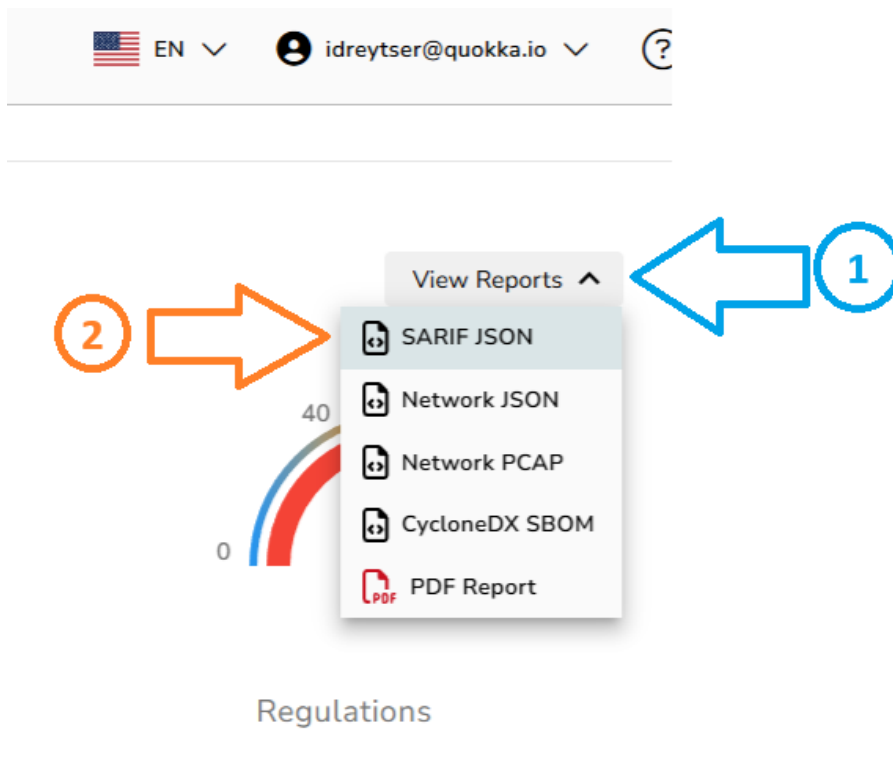 EN idreytser@quokka.io ?
View Reports 1
2 SARIF JSON
40 Network JSON
Network PCAP
0 CycloneDX SBOM
PDF PDF Report
Regulations